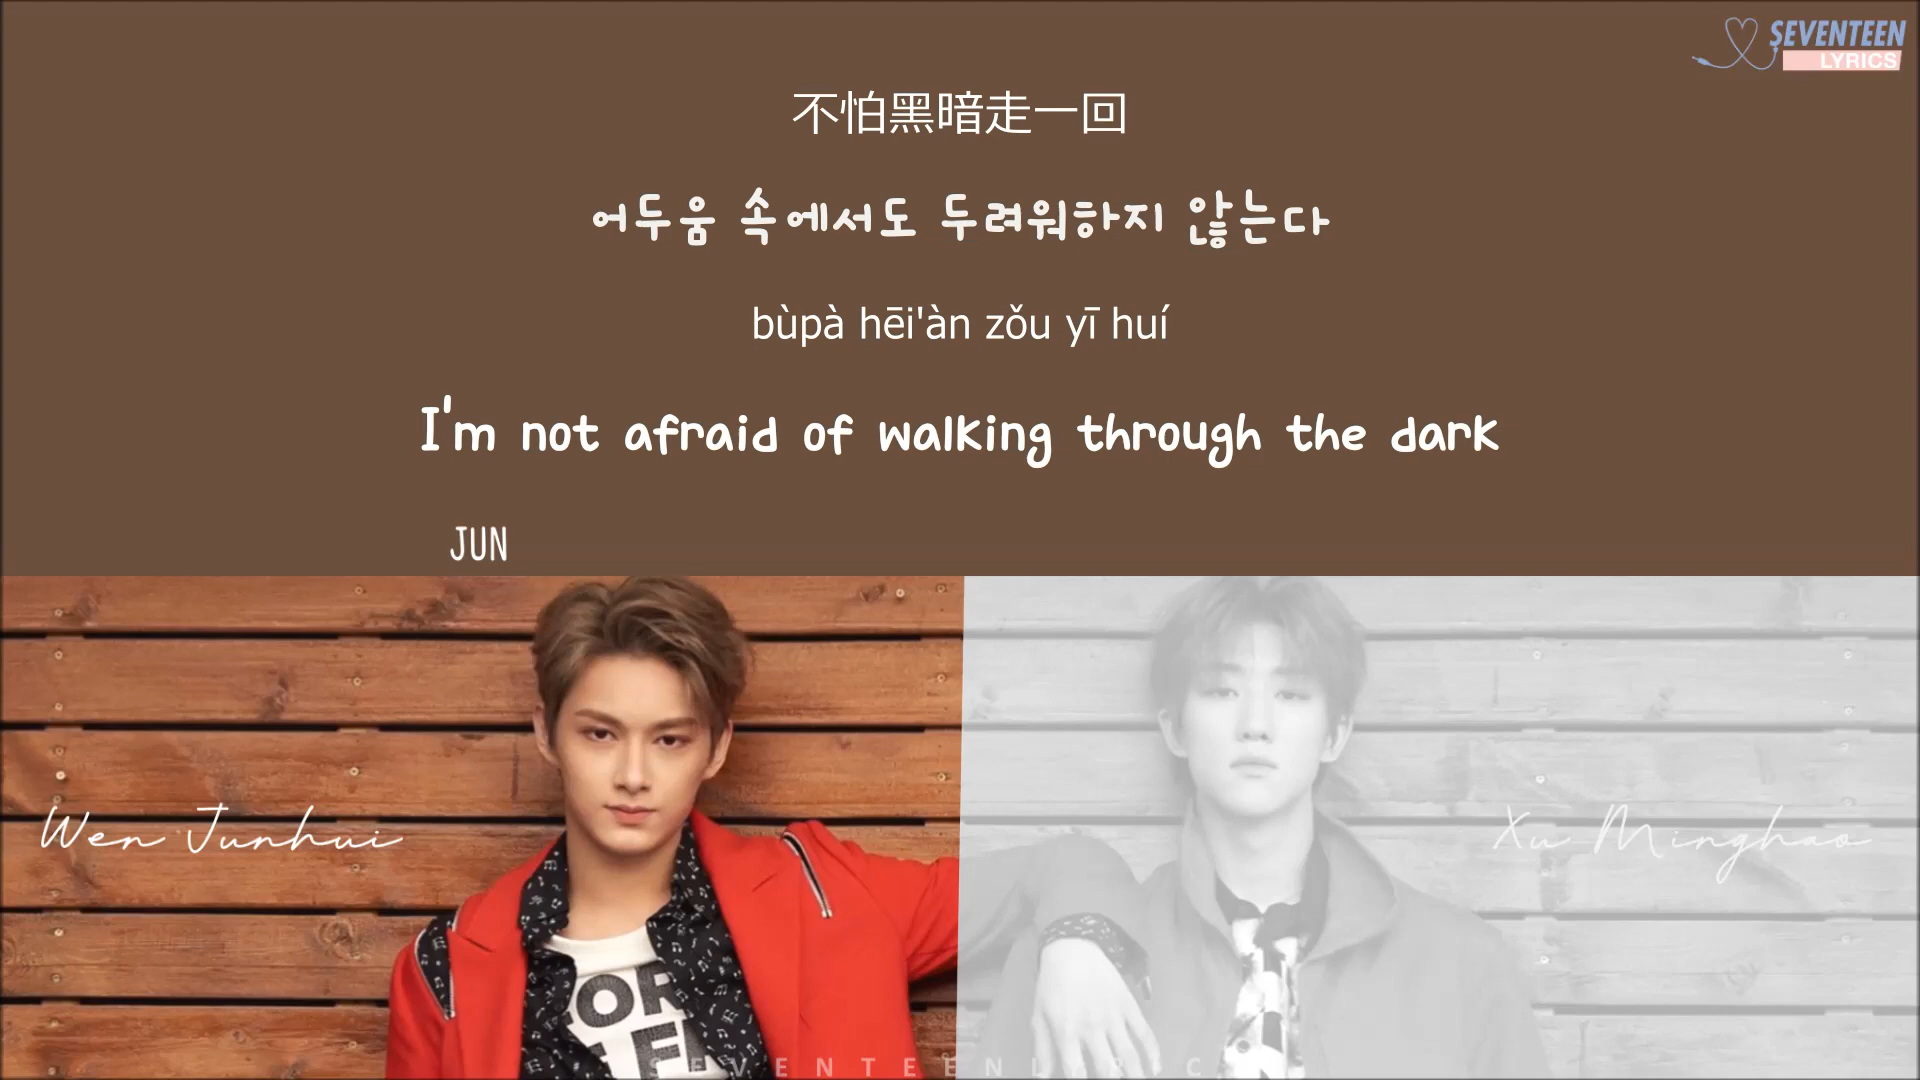 SEVENTEEN
LYRICS
不怕黑暗走一回
어두움 속에서도 두려워하지 않는다
bùpà hēi'àn zǒu yī huí
I'm not afraid of walking through the dark
JUN
Wen Junhui
Xu Minghao
SEVENTEENLYRICS